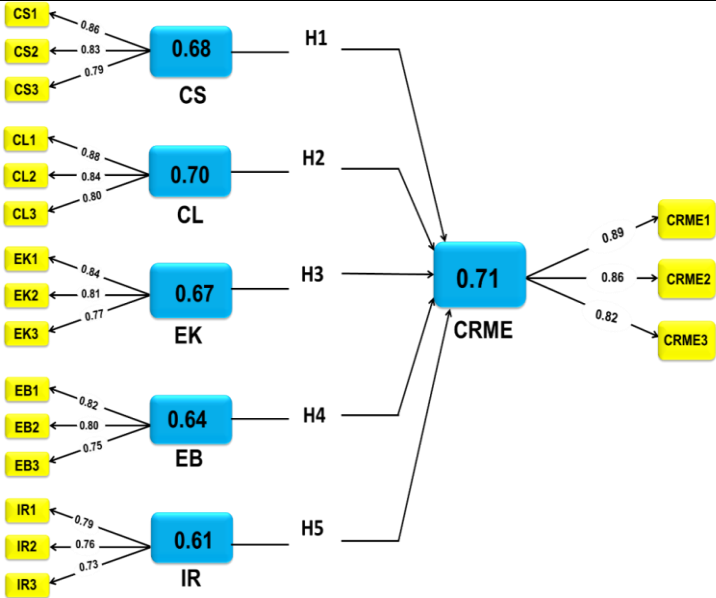 CS1
0.86
CS2
0.83
CS3
0.79
0.68
CS
H1
CL1
0.88
CL2
0.84
CL3
0.80
0.70
CL
H2
EK1
0.84
EK2
0.81
EK3
0.77
0.67
EK
H3
EB1
0.82
EB2
0.80
EB3
0.75
0.64
EB
H4
IR1
0.79
IR2
0.76
IR3
0.73
0.61
IR
H5
0.71
CRME
0.89
CRME1
0.86
CRME2
0.82
CRME3